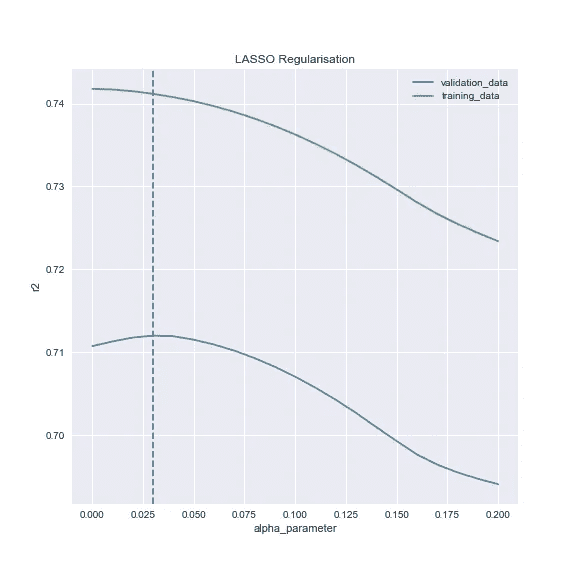 LASSO Regularisation
validation_data
training_data
0.74
0.73
0.72
0.71
0.70
r2
0.000 0.025 0.050 0.075 0.100 0.125 0.150 0.175 0.200
alpha_parameter